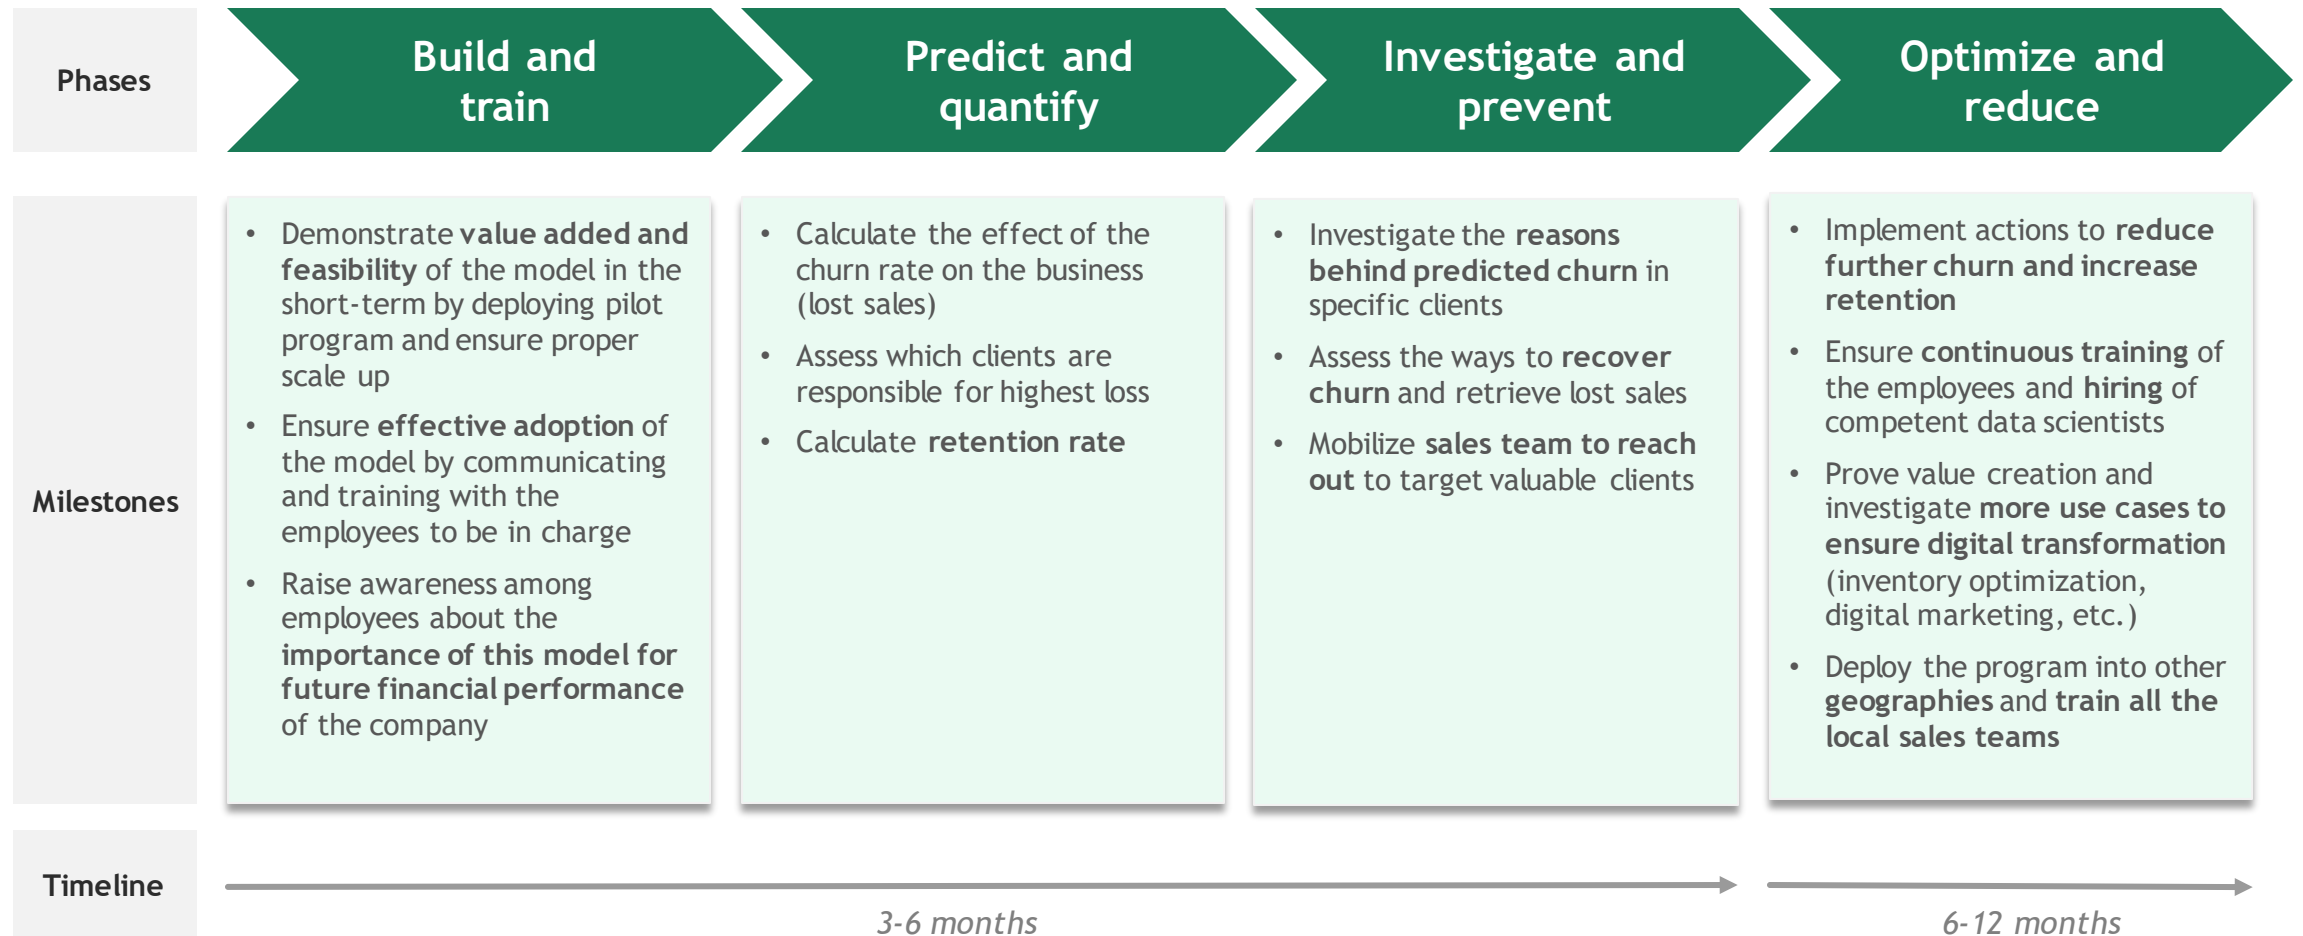 Phases
Build and
train
Predict and
quantify
Investigate and
prevent
Optimize and
reduce
Milestones
• Demonstrate value added and
feasibility of the model in the
short-term by deploying pilot
program and ensure proper
scale up
• Ensure effective adoption of
the model by communicating
and training with the
employees to be in charge
• Raise awareness among
employees about the
importance of this model for
future financial performance
of the company
• Calculate the effect of the
churn rate on the business
(lost sales)
• Assess which clients are
responsible for highest loss
• Calculate retention rate
• Investigate the reasons
behind predicted churn in
specific clients
• Assess the ways to recover
churn and retrieve lost sales
• Mobilize sales team to reach
out to target valuable clients
• Implement actions to reduce
further churn and increase
retention
• Ensure continuous training of
the employees and hiring of
competent data scientists
• Prove value creation and
investigate more use cases to
ensure digital transformation
(inventory optimization,
digital marketing, etc.)
• Deploy the program into other
geographies and train all the
local sales teams
Timeline
3-6 months
6-12 months